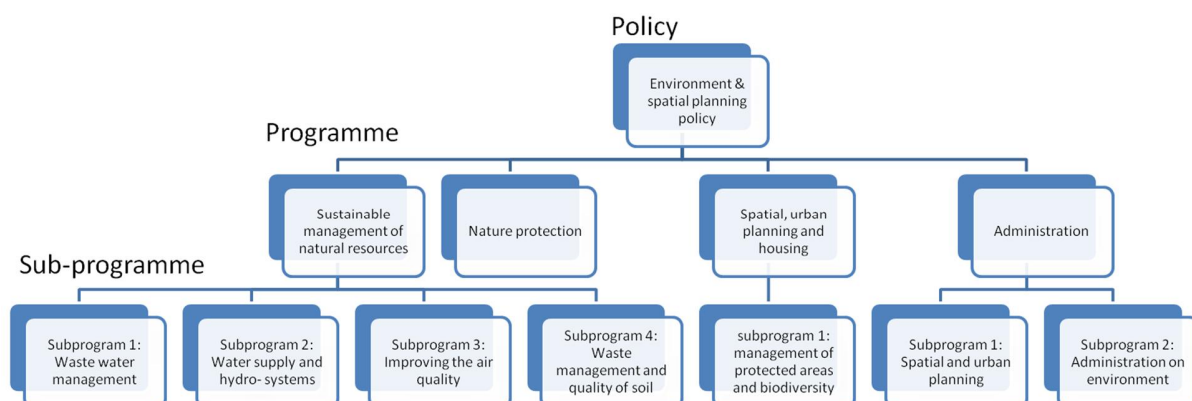 Policy
Environment &
spatial planning
policy
Programme
Sustainable
management of
natural resources
Nature protection
Spatial, urban
planning and
housing
Administration
Sub-programme
Subprogram 1:
Waste water
management
Subprogram 2:
Water supply and
hydro- systems
Subprogram 3:
Improving the air
quality
Subprogram 4:
Waste
management and
quality of soil
subprogram 1:
management of
protected areas
and biodiversity
Subprogram 1:
Spatial and urban
planning
Subprogram 2:
Administration on
environment